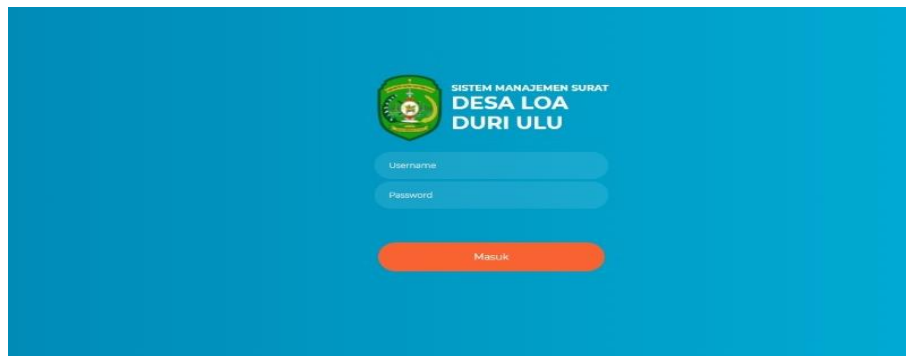 SISTEM MANAJEMEN SURAT
DESA LOA
DURI ULU
Username
Password
Masuk